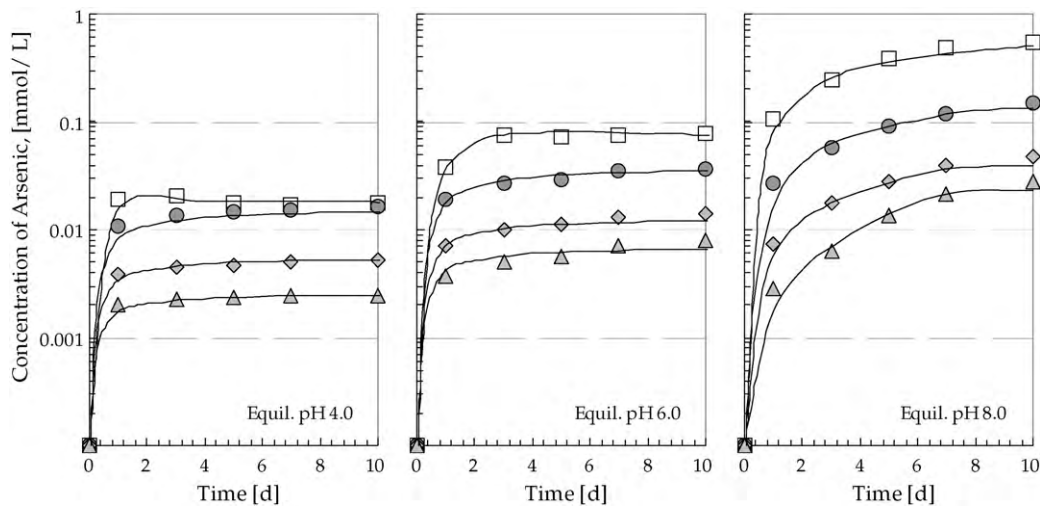 Concentration of Arsenic, [mmol/ L]
1
0.1
0.01
0.001
Equil. pH 4.0
Equil. pH 6.0
Equil. pH 8.0
0 2 4 6 8 10
0 2 4 6 8 10
0 2 4 6 8 10
Time [d]
Time [d]
Time [d]